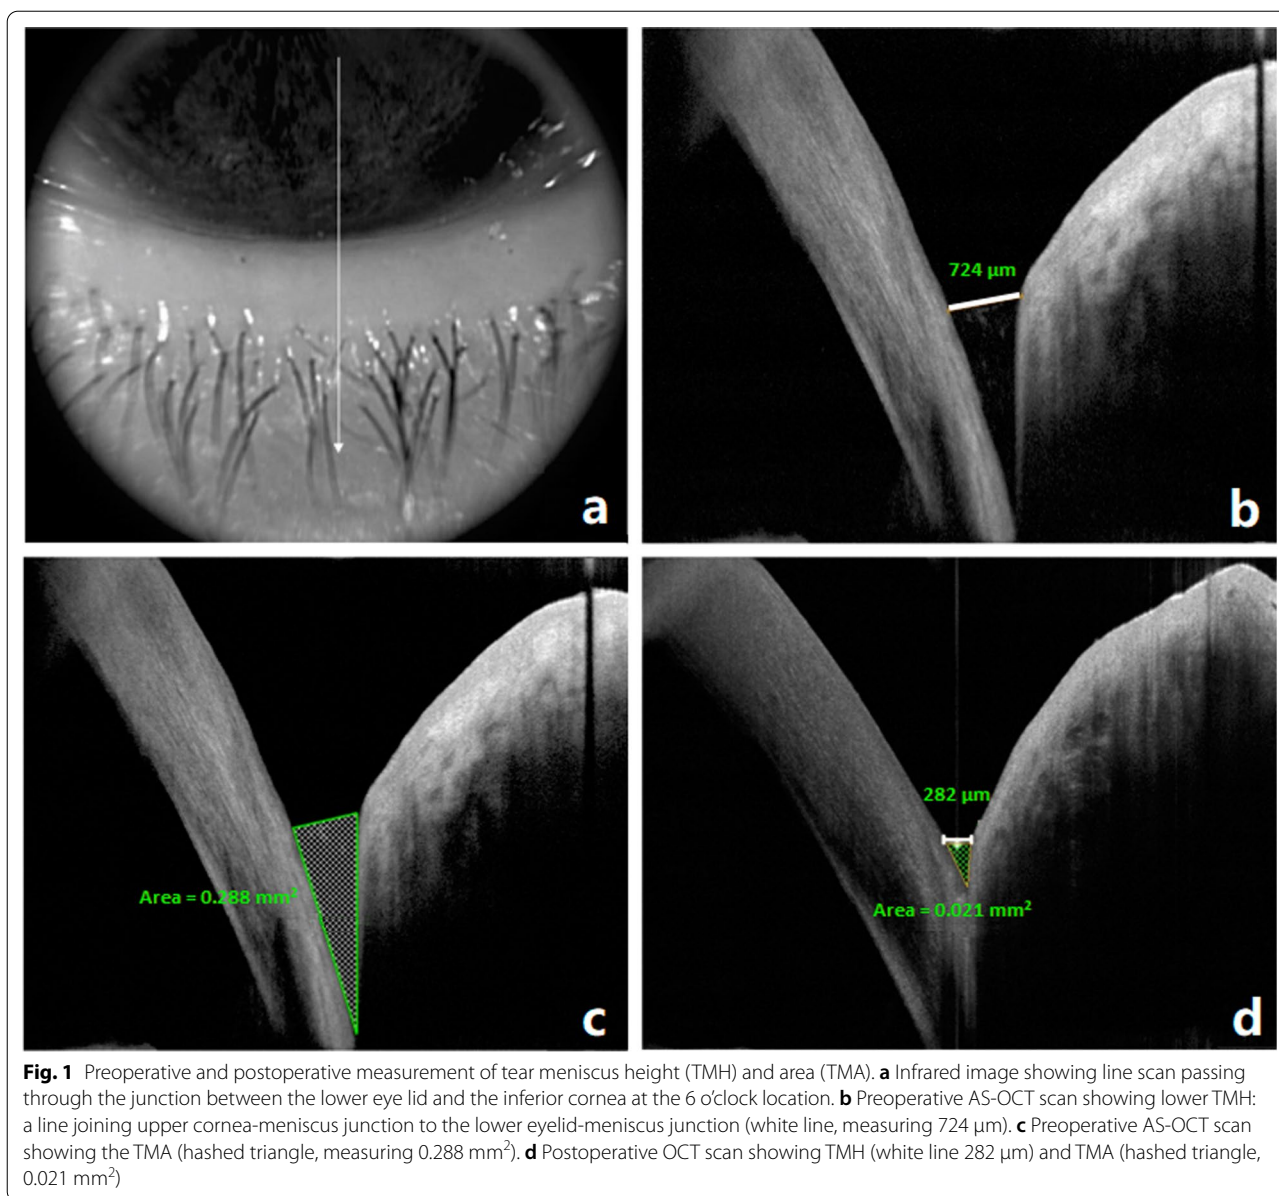 a
724 µm
b
Area = 0.288 mm²
c
282 µm
Area = 0.021 mm²
d
Fig. 1 Preoperative and postoperative measurement of tear meniscus height (TMH) and area (TMA). a Infrared image showing line scan passing
through the junction between the lower eye lid and the inferior cornea at the 6 o’clock location. b Preoperative AS-OCT scan showing lower TMH:
a line joining upper cornea-meniscus junction to the lower eyelid-meniscus junction (white line, measuring 724 µm). c Preoperative AS-OCT scan
showing the TMA (hashed triangle, measuring 0.288 mm²). d Postoperative OCT scan showing TMH (white line 282 µm) and TMA (hashed triangle,
0.021 mm²)